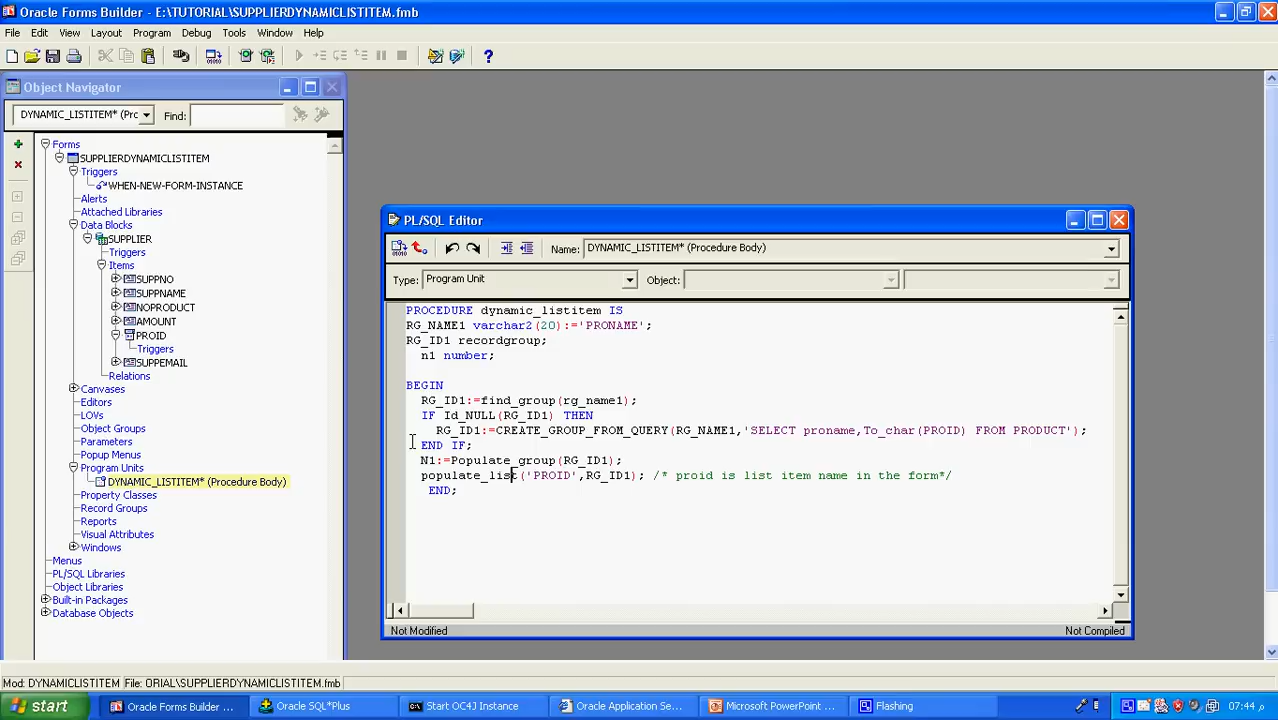 Oracle Forms Builder - E:\TUTORIAL\SUPPLIERDYNAMICLISTITEM.fmb
File Edit View Layout Program Debug Tools Window Help
Object Navigator
DYNAMIC_LISTITEM* (Prc Find:
Forms
SUPPLIERDYNAMICLISTITEM
Triggers
WHEN-NEW-FORM-INSTANCE
Alerts
Attached Libraries
Data Blocks
SUPPLIER
Triggers
Items
SUPPNO
SUPPNAME
NOPRODUCT
AMOUNT
PROID
Triggers
SUPPEMAIL
Relations
Canvases
Editors
LOVs
Object Groups
Parameters
Popup Menus
Program Units
DYNAMIC_LISTITEM* (Procedure Body)
Property Classes
Record Groups
Reports
Visual Attributes
Windows
Menus
PL/SQL Libraries
Object Libraries
Built-in Packages
Database Objects
PL/SQL Editor
Name: DYNAMIC_LISTITEM* (Procedure Body)
Type: Program Unit Object:
PROCEDURE dynamic_listitem IS
RG_NAME1 varchar2(20):='PRONAME';
RG_ID1 recordgroup;
n1 number;
BEGIN
RG_ID1:=find_group(rg_name1);
IF Id_NULL(RG_ID1) THEN
RG_ID1:=CREATE_GROUP_FROM_QUERY(RG_NAME1,'SELECT proname,To_char(PROID) FROM PRODUCT');
END IF;
N1:=Populate_group(RG_ID1);
populate_list('PROID',RG_ID1); /* proid is list item name in the form*/
END;
Not Modified Not Compiled
Mod: DYNAMICLISTITEM File: ORIAL\SUPPLIERDYNAMICLISTITEM.fmb
start Oracle Forms Builder ... Oracle SQL*Plus Start OC4J Instance Oracle Application Se... Microsoft PowerPoint ... Flashing 07:44 م